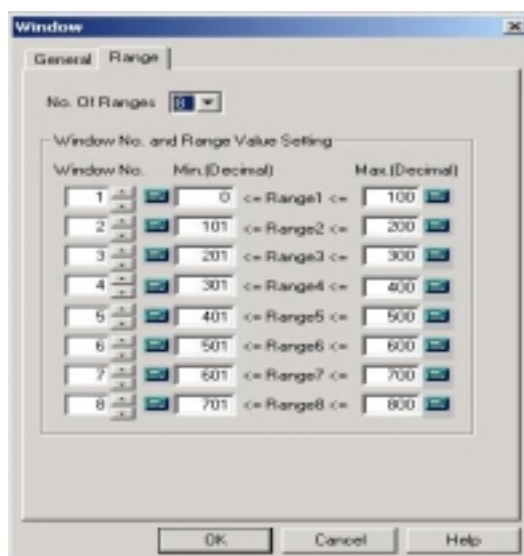 Window
General Range
No. Of Ranges 8
Window No. and Range Value Setting
Window No. Min.(Decimal) Max.(Decimal)
1 0 <= Range1 <= 100
2 101 <= Range2 <= 200
3 201 <= Range3 <= 300
4 301 <= Range4 <= 400
5 401 <= Range5 <= 500
6 501 <= Range6 <= 600
7 601 <= Range7 <= 700
8 701 <= Range8 <= 800
OK Cancel Help